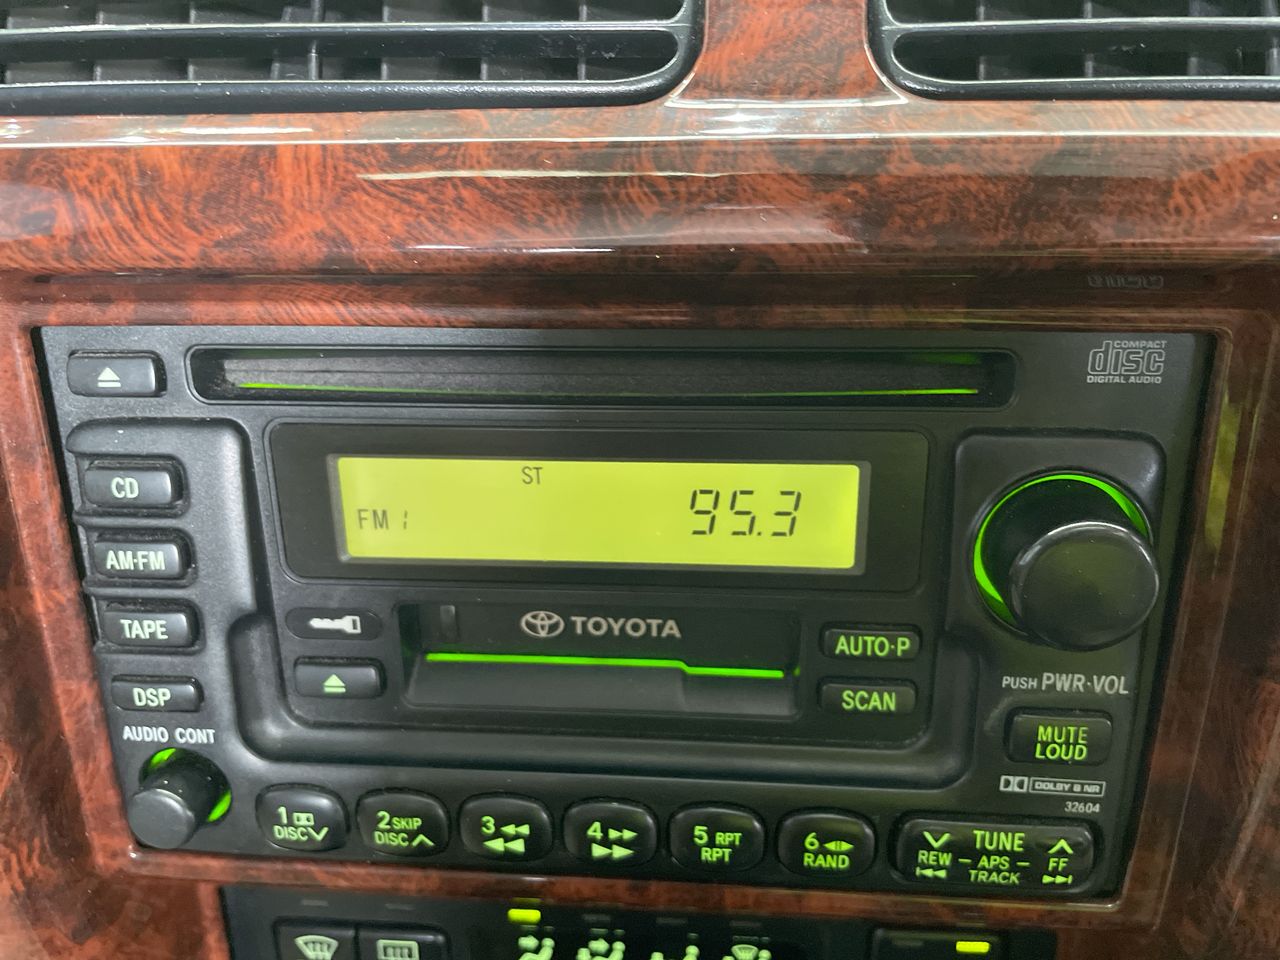 COMPACT
disc
DIGITAL AUDIO
CD
ST
FM 1
95.3
AM·FM
TAPE
TOYOTA
AUTO·P
DSP
SCAN
PUSH PWR·VOL
AUDIO CONT
MUTE
LOUD
DOLBY B NR
32604
1
DISC
2 SKIP
DISC
3
4
5 RPT
RPT
6
RAND
TUNE
REW – APS – FF
TRACK